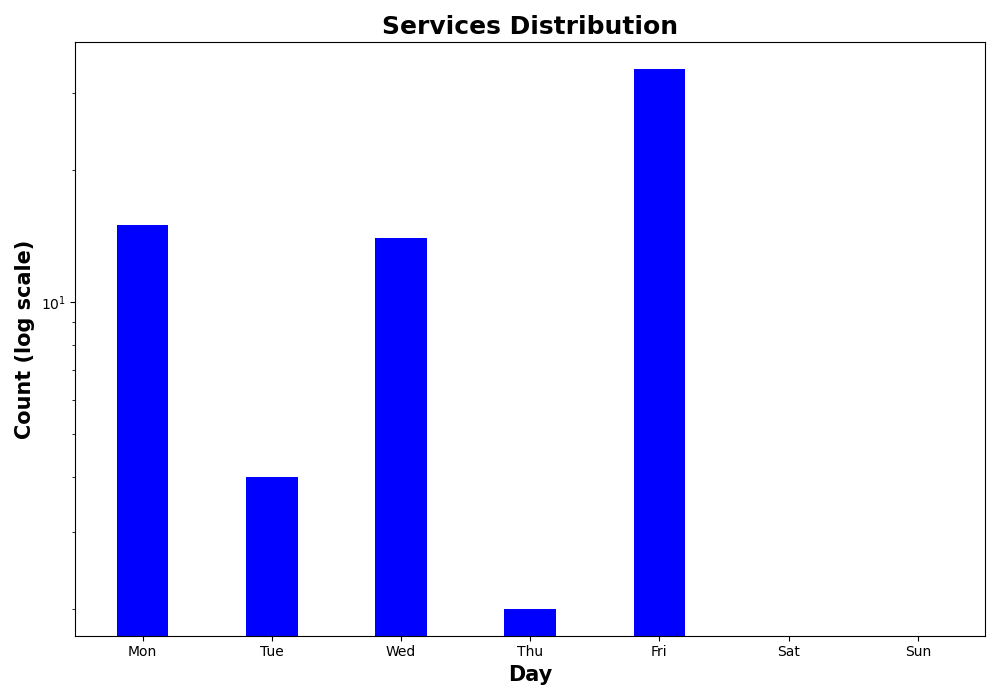 Services Distribution
Count (log scale)
10¹
Mon Tue Wed Thu Fri Sat Sun
Day